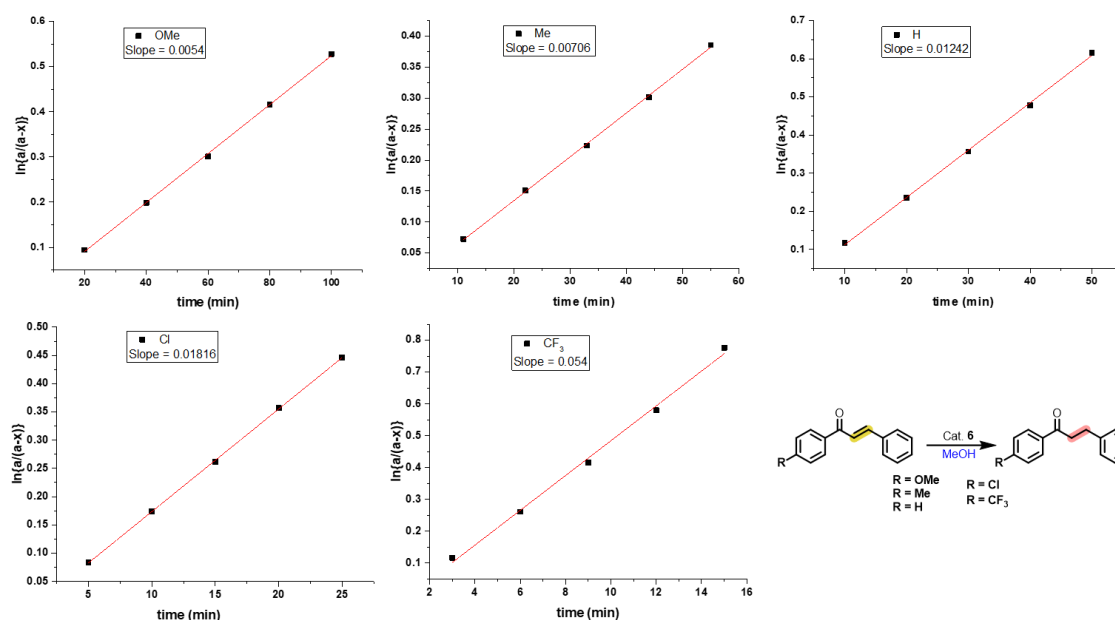 OMe
Slope = 0.0054
0.6
0.5
0.4
0.3
0.2
0.1
ln{a/(a-x)}
20 40 60 80 100
time (min)
Me
Slope = 0.00706
0.40
0.35
0.30
0.25
0.20
0.15
0.10
0.05
ln{a/(a-x)}
10 20 30 40 50 60
time (min)
H
Slope = 0.01242
0.7
0.6
0.5
0.4
0.3
0.2
0.1
ln{a/(a-x)}
10 20 30 40 50
time (min)
Cl
Slope = 0.01816
0.50
0.45
0.40
0.35
0.30
0.25
0.20
0.15
0.10
0.05
ln{a/(a-x)}
5 10 15 20 25
time (min)
CF3
Slope = 0.054
0.8
0.7
0.6
0.5
0.4
0.3
0.2
0.1
ln{a/(a-x)}
2 4 6 8 10 12 14 16
time (min)
O
R
Cat. 6
MeOH
O
R
R = OMe
R = Me
R = H
R = Cl
R = CF3